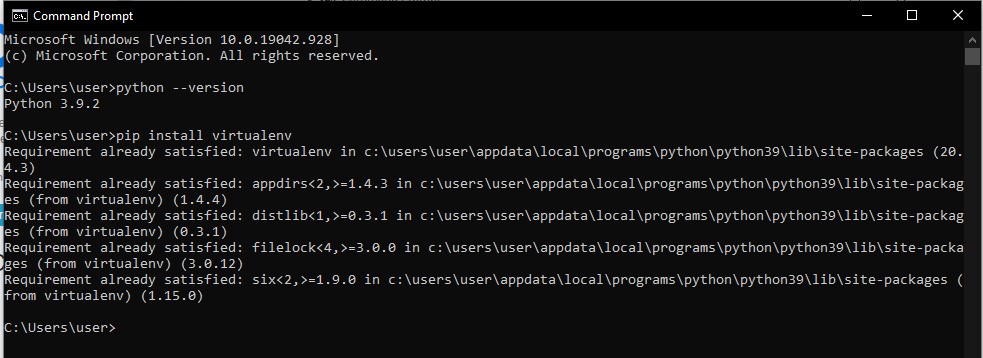 Command Prompt
Microsoft Windows [Version 10.0.19042.928]
(c) Microsoft Corporation. All rights reserved.
C:\Users\user>python --version
Python 3.9.2
C:\Users\user>pip install virtualenv
Requirement already satisfied: virtualenv in c:\users\user\appdata\local\programs\python\python39\lib\site-packages (20.
4.3)
Requirement already satisfied: appdirs<2,>=1.4.3 in c:\users\user\appdata\local\programs\python\python39\lib\site-packag
es (from virtualenv) (1.4.4)
Requirement already satisfied: distlib<1,>=0.3.1 in c:\users\user\appdata\local\programs\python\python39\lib\site-packag
es (from virtualenv) (0.3.1)
Requirement already satisfied: filelock<4,>=3.0.0 in c:\users\user\appdata\local\programs\python\python39\lib\site-packa
ges (from virtualenv) (3.0.12)
Requirement already satisfied: six<2,>=1.9.0 in c:\users\user\appdata\local\programs\python\python39\lib\site-packages (
from virtualenv) (1.15.0)
C:\Users\user>